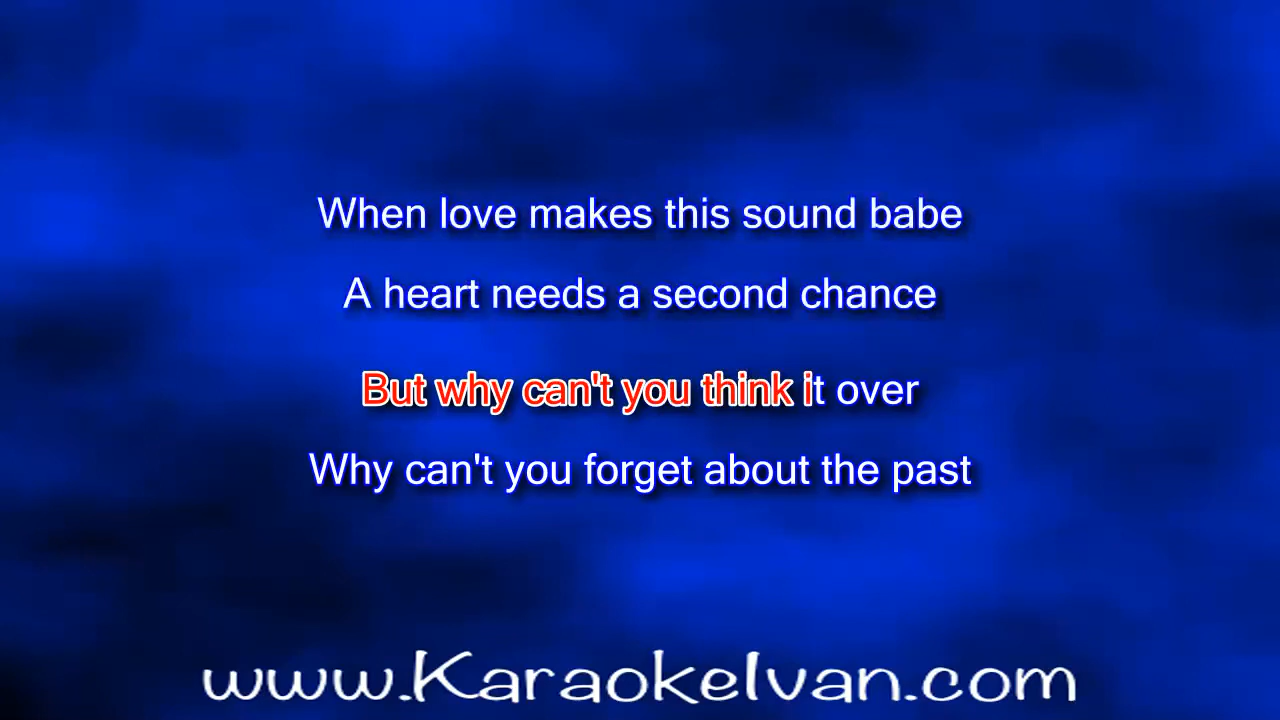 When love makes this sound babe
A heart needs a second chance
But why can't you think it over
Why can't you forget about the past
www.KaraokeIvan.com